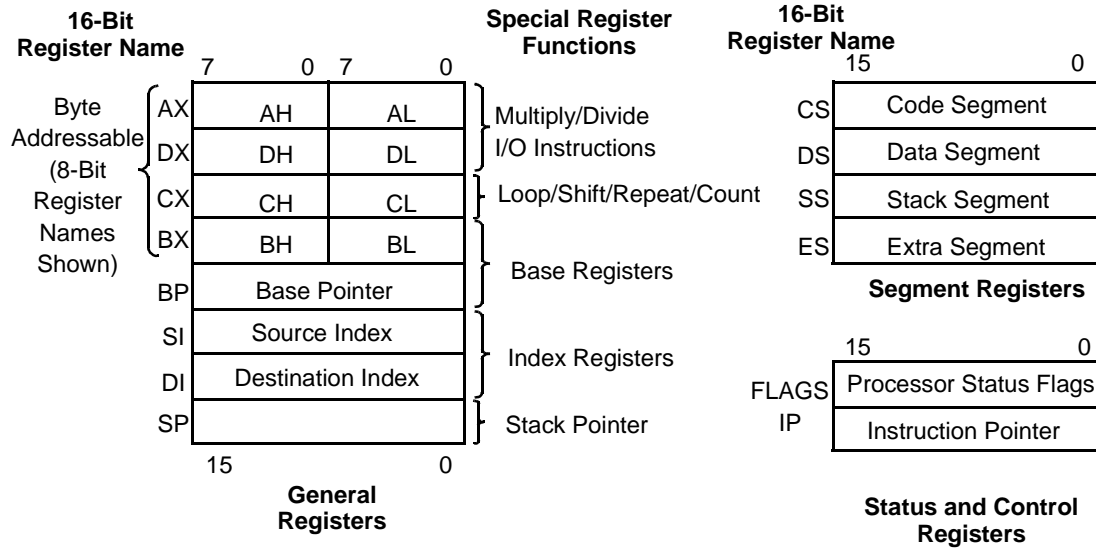 16-Bit
Register Name
Special Register
Functions
7 0 7 0
Byte
Addressable
(8-Bit
Register
Names
Shown)
AX AH AL
DX DH DL
Multiply/Divide
I/O Instructions
CX CH CL Loop/Shift/Repeat/Count
BX BH BL
BP Base Pointer
Base Registers
SI Source Index
DI Destination Index
Index Registers
SP Stack Pointer
15 0
General
Registers
16-Bit
Register Name
15 0
CS Code Segment
DS Data Segment
SS Stack Segment
ES Extra Segment
Segment Registers
15 0
FLAGS Processor Status Flags
IP Instruction Pointer
Status and Control
Registers